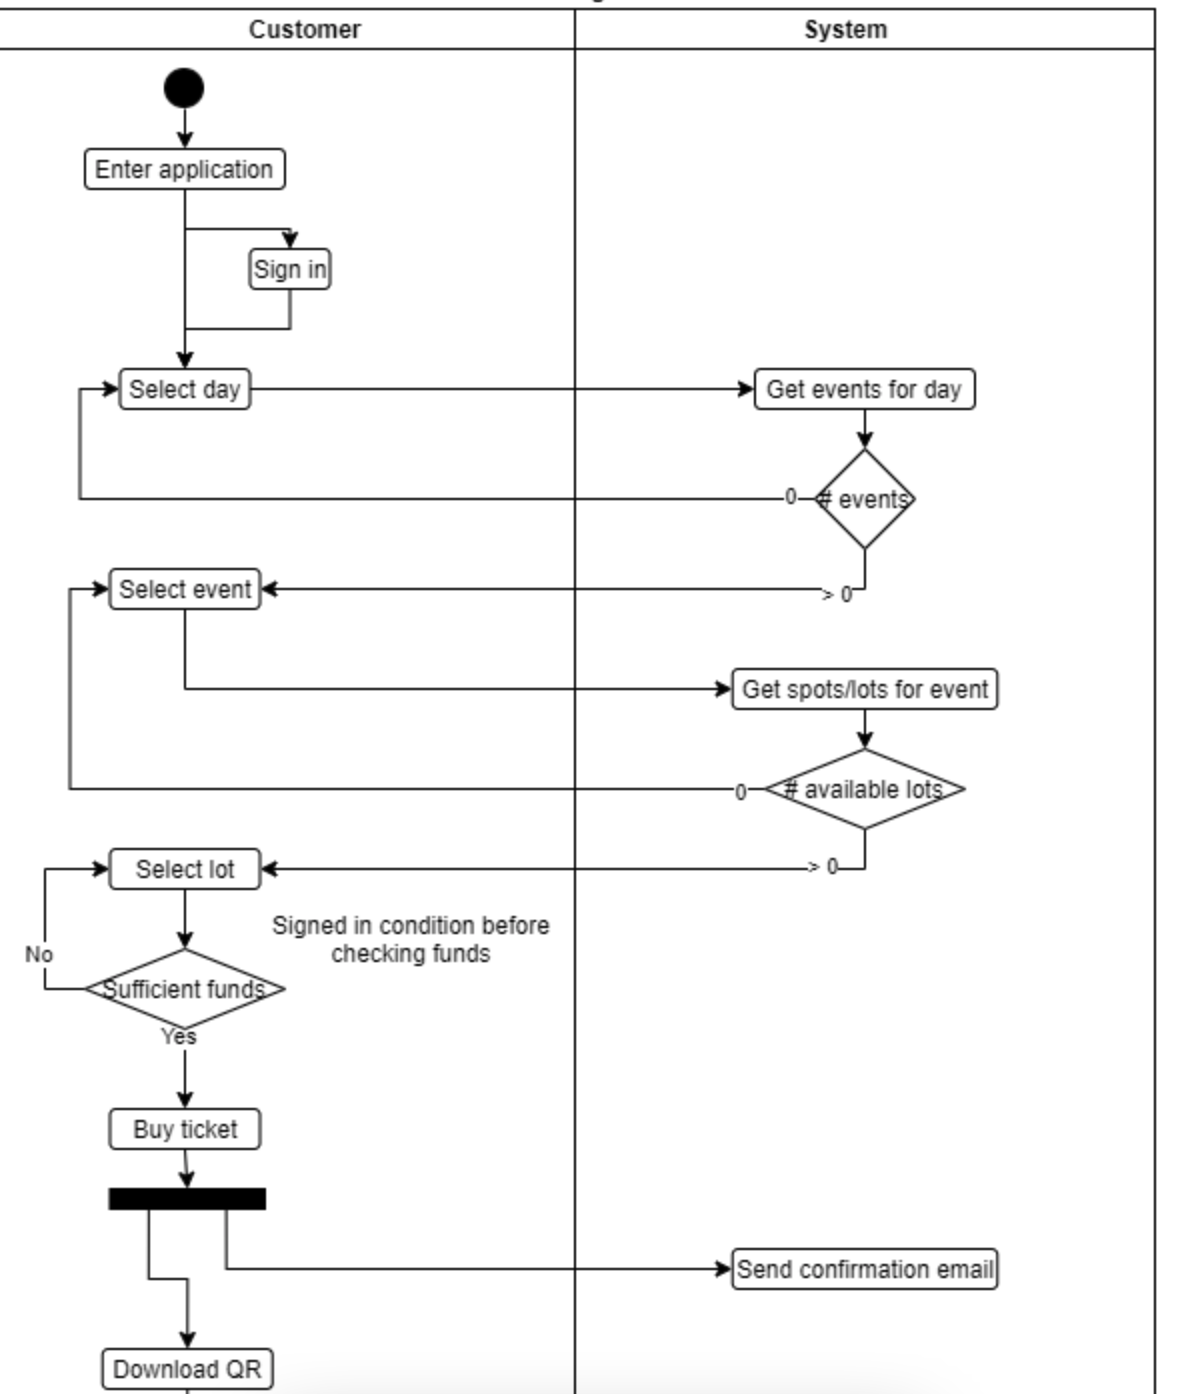 Customer
System
Enter application
Sign in
Select day
Get events for day
0
# events
Select event
> 0
Get spots/lots for event
0
# available lots
Select lot
> 0
Signed in condition before
checking funds
No
Sufficient funds
Yes
Buy ticket
Send confirmation email
Download QR